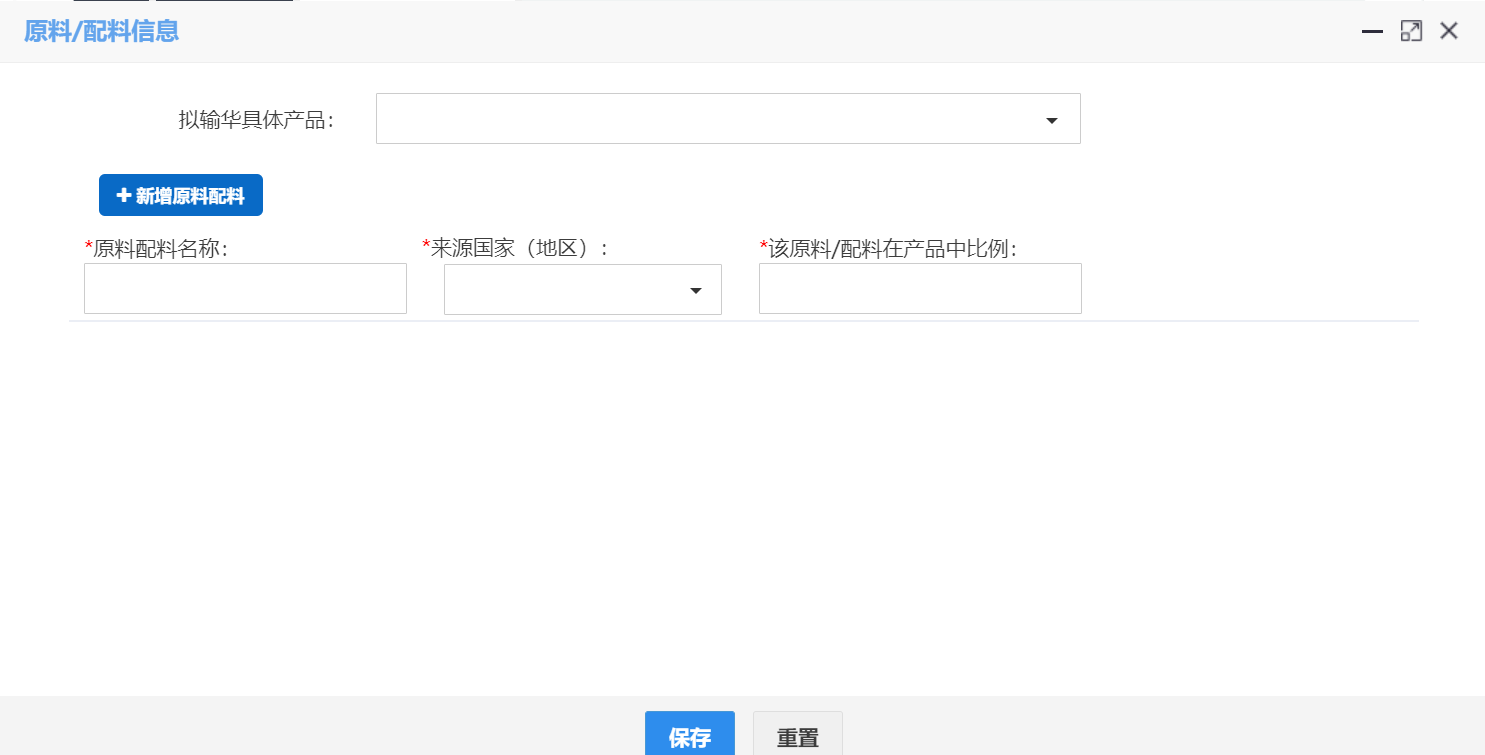 原料/配料信息
拟输华具体产品：
新增原料配料
*原料配料名称：
*来源国家（地区）：
*该原料/配料在产品中比例：
保存
重置